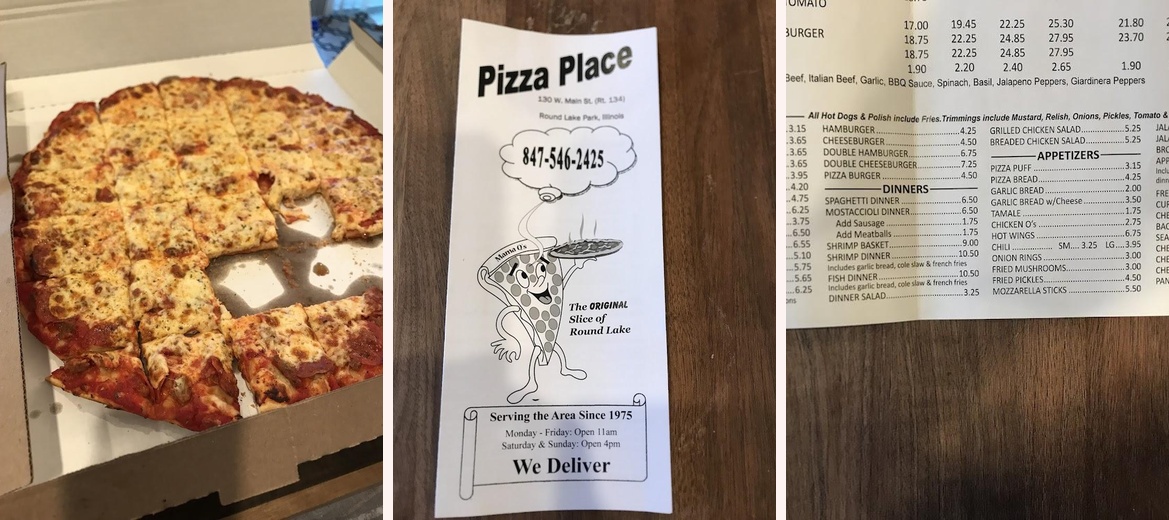 Pizza Place
130 W. Main St. (Rt. 134)
Round Lake Park, Illinois
847-546-2425
Mama O's
The ORIGINAL
Slice of
Round Lake
Serving the Area Since 1975
Monday - Friday: Open 11am
Saturday & Sunday: Open 4pm
We Deliver
TOMATO
17.00 19.45 22.25 25.30 21.80
BURGER 18.75 22.25 24.85 27.95 23.70
18.75 22.25 24.85 27.95
1.90 2.20 2.40 2.65 1.90
Beef, Italian Beef, Garlic, BBQ Sauce, Spinach, Basil, Jalapeno Peppers, Giardinera Peppers
All Hot Dogs & Polish include Fries.Trimmings include Mustard, Relish, Onions, Pickles, Tomato &
.3.15
.3.65
.3.65
.3.65
.3.95
..4.20
..4.75
..6.25
...3.75
..6.50
..6.55
...5.10
...5.75
...5.65
....6.25
ons
HAMBURGER 4.25
CHEESEBURGER 4.50
DOUBLE HAMBURGER 6.75
DOUBLE CHEESEBURGER 7.25
PIZZA BURGER 4.50
DINNERS
SPAGHETTI DINNER 6.50
MOSTACCIOLI DINNER 6.50
Add Sausage 1.75
Add Meatballs 1.75
SHRIMP BASKET 9.00
SHRIMP DINNER 10.50
Includes garlic bread, cole slaw & french fries
FISH DINNER 10.50
Includes garlic bread, cole slaw & french fries
DINNER SALAD 3.25
GRILLED CHICKEN SALAD 5.25
BREADED CHICKEN SALAD 5.25
APPETIZERS
PIZZA PUFF 3.15
PIZZA BREAD 4.25
GARLIC BREAD 2.00
GARLIC BREAD w/Cheese 3.50
TAMALE 1.75
CHICKEN O's 2.75
HOT WINGS 6.75
CHILI SM.... 3.25 LG...3.95
ONION RINGS 3.00
FRIED MUSHROOMS 3.00
FRIED PICKLES 4.50
MOZZARELLA STICKS 5.50